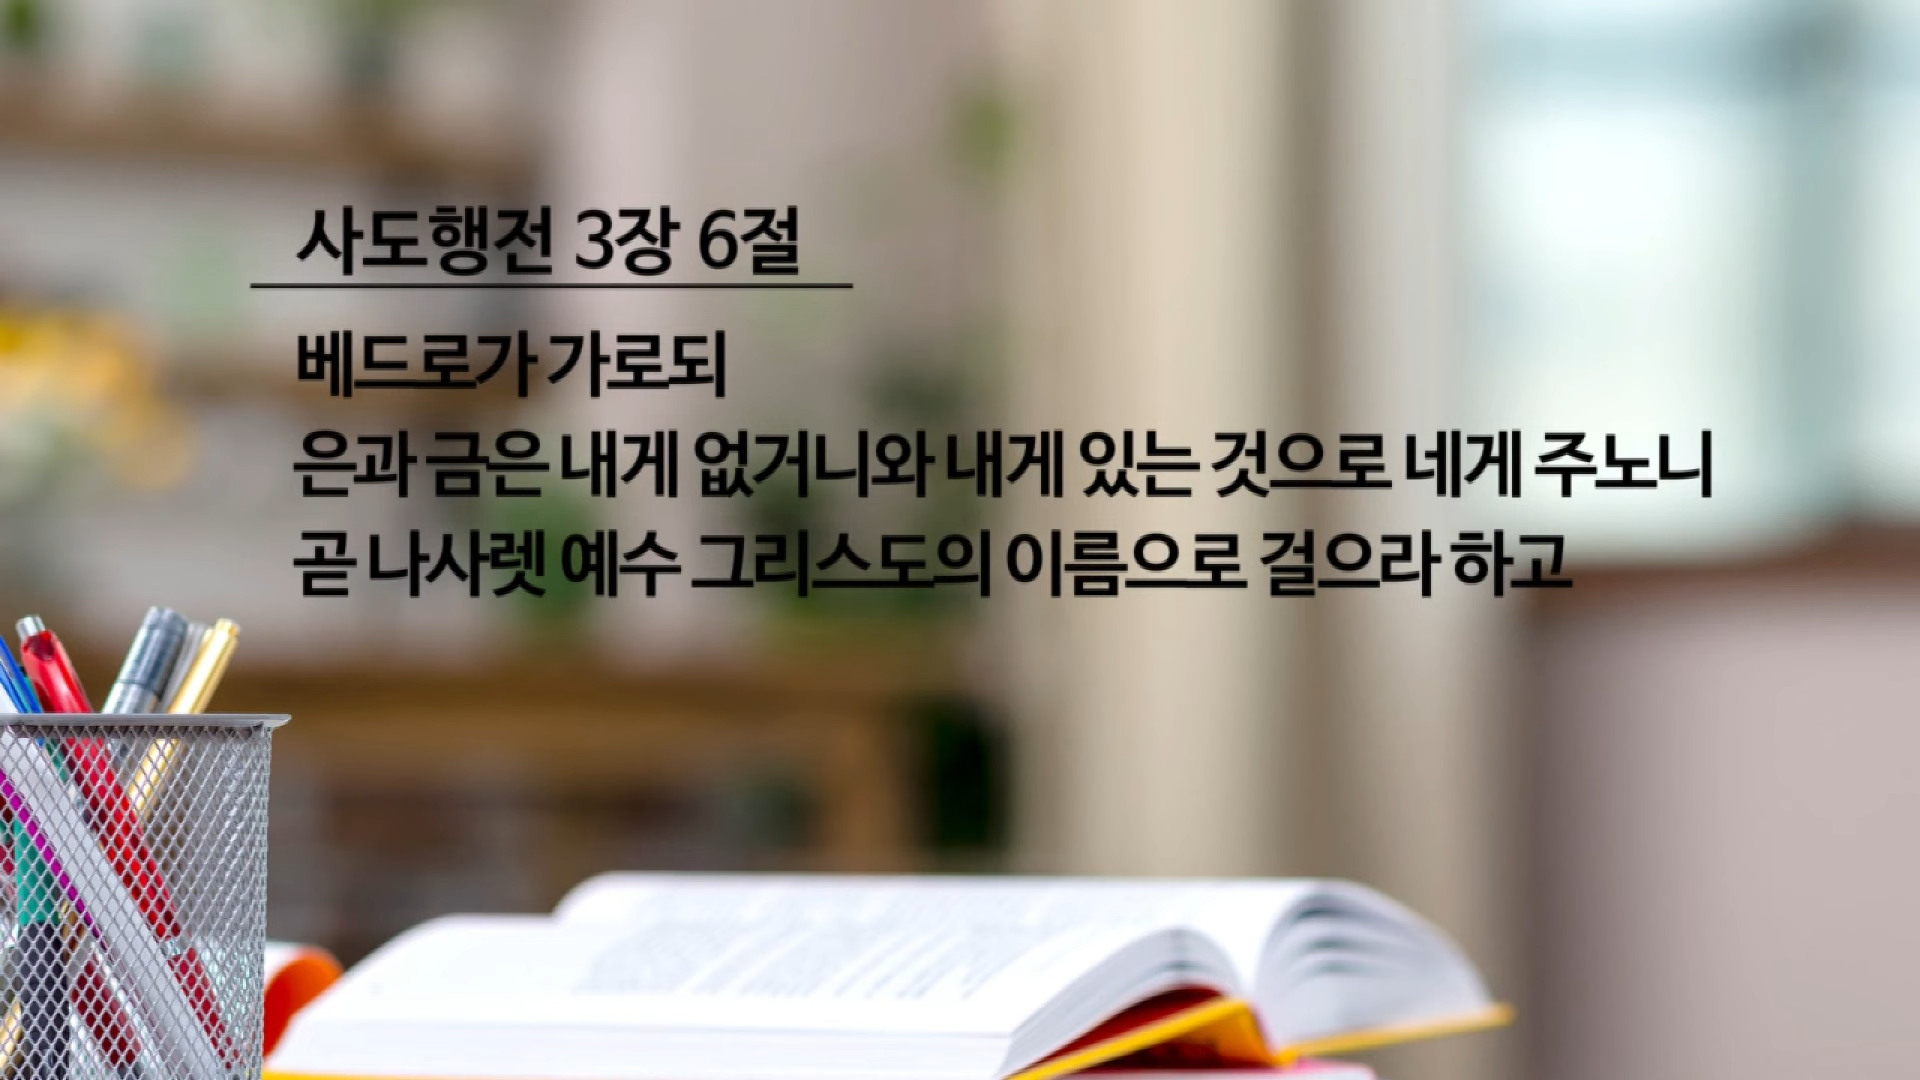 사도행전 3장 6절
베드로가 가로되
은과 금은 내게 없거니와 내게 있는 것으로 네게 주노니
곧 나사렛 예수 그리스도의 이름으로 걸으라 하고